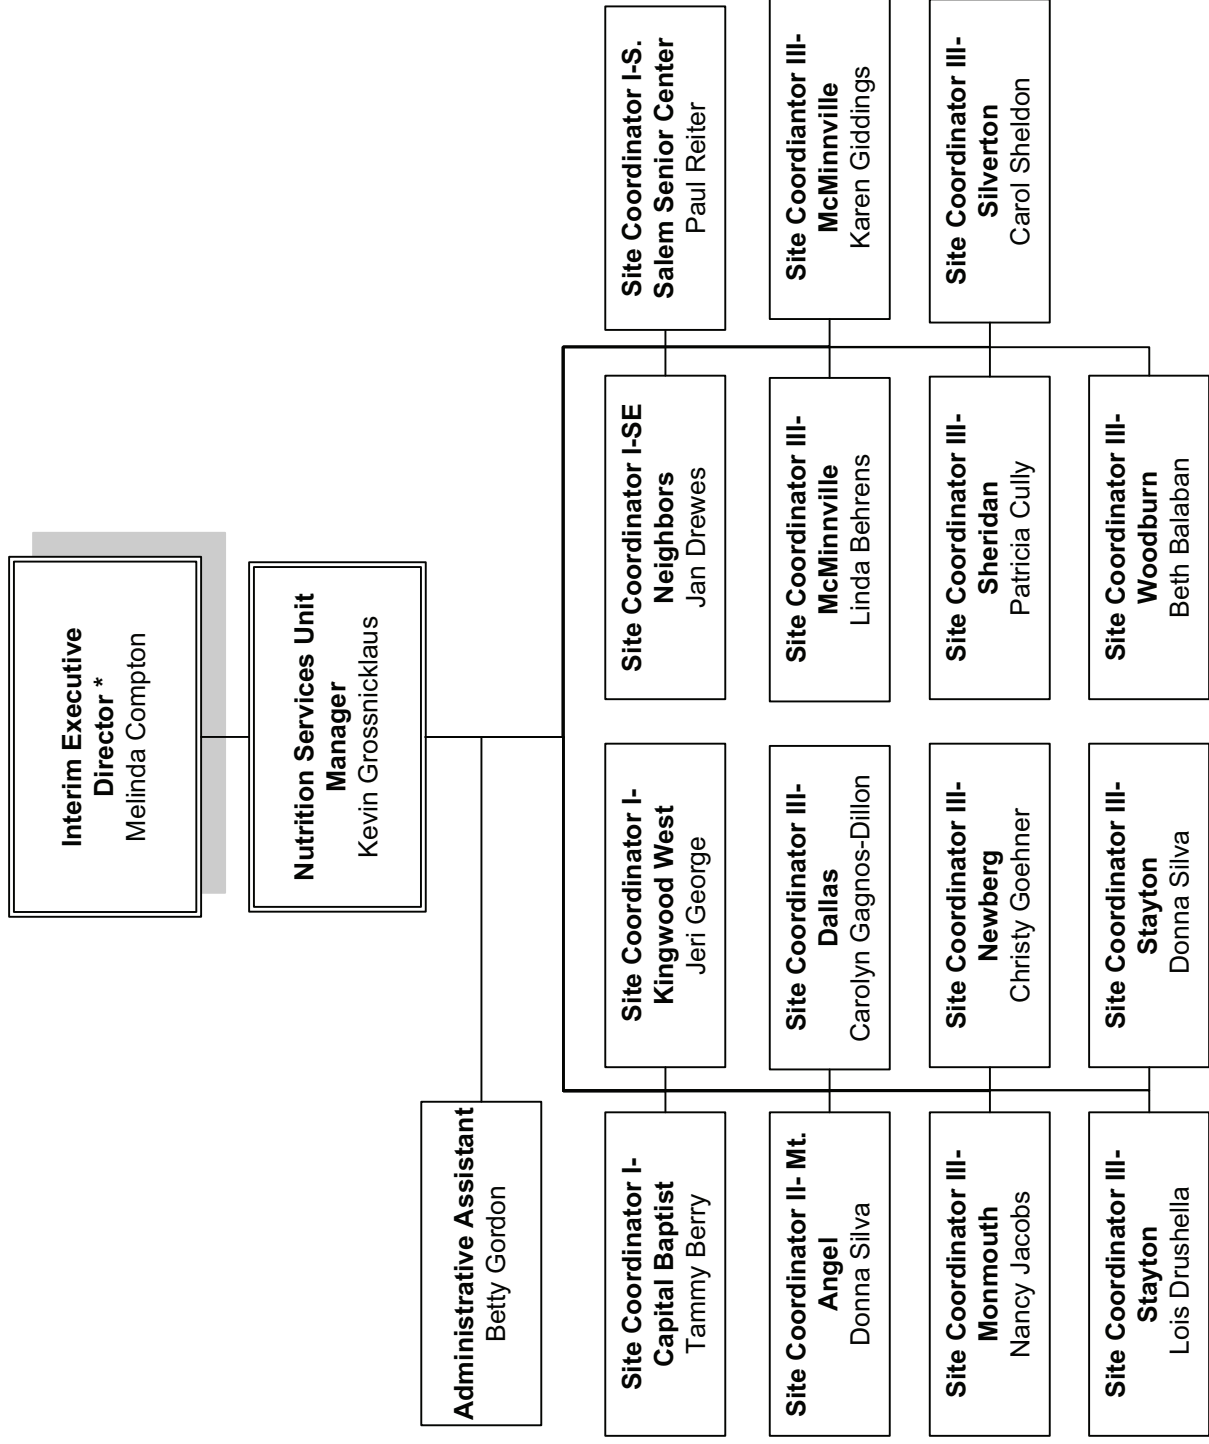 Interim Executive
Director *
Melinda Compton
Nutrition Services Unit
Manager
Kevin Grossnicklaus
Administrative Assistant
Betty Gordon
Site Coordinator I-
Capital Baptist
Tammy Berry
Site Coordinator I-
Kingwood West
Jeri George
Site Coordinator I-SE
Neighbors
Jan Drewes
Site Coordinator I-S.
Salem Senior Center
Paul Reiter
Site Coordinator II- Mt.
Angel
Donna Silva
Site Coordinator III-
Dallas
Carolyn Gagnos-Dillon
Site Coordinator III-
McMinnville
Linda Behrens
Site Coordiantor III-
McMinnville
Karen Giddings
Site Coordinator III-
Monmouth
Nancy Jacobs
Site Coordinator III-
Newberg
Christy Goehner
Site Coordinator III-
Sheridan
Patricia Cully
Site Coordinator III-
Silverton
Carol Sheldon
Site Coordinator III-
Stayton
Lois Drushella
Site Coordinator III-
Stayton
Donna Silva
Site Coordinator III-
Woodburn
Beth Balaban